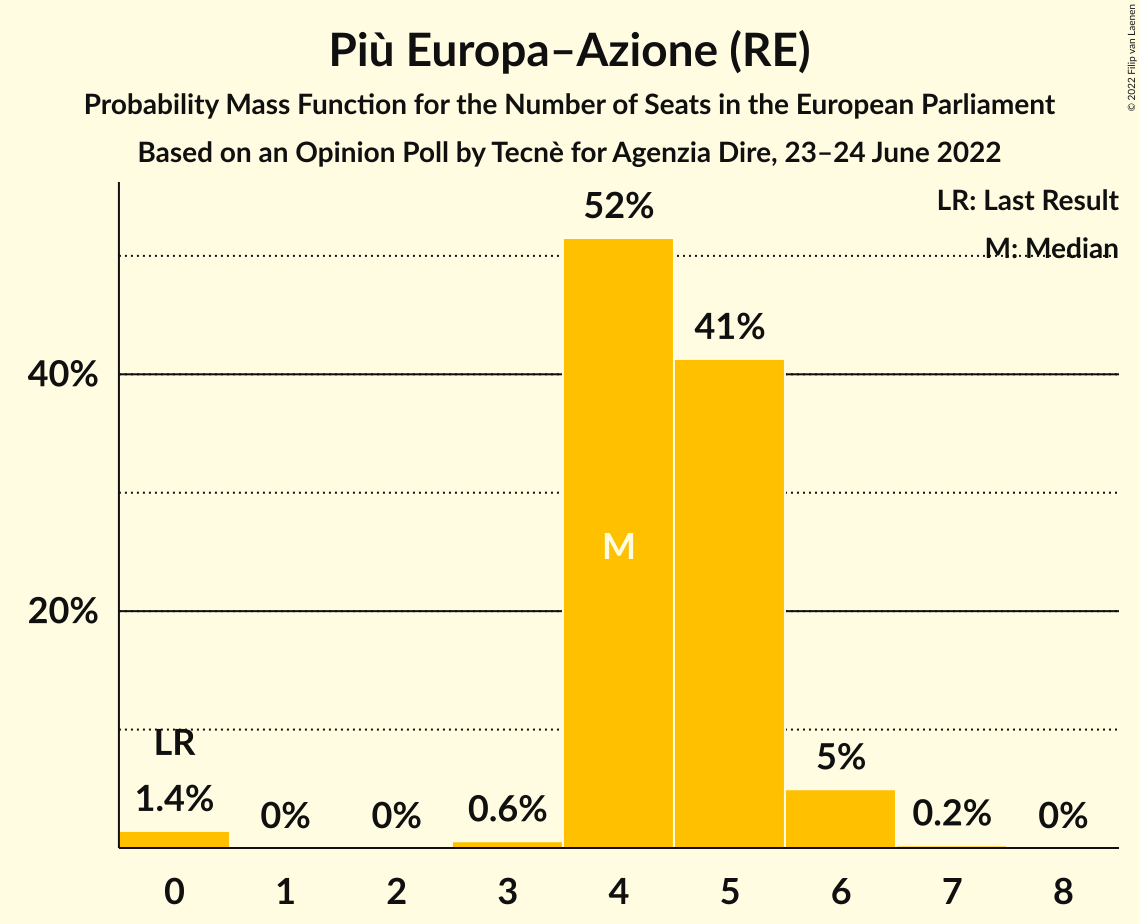 Più Europa–Azione (RE)
Probability Mass Function for the Number of Seats in the European Parliament
Based on an Opinion Poll by Tecnè for Agenzia Dire, 23–24 June 2022
© 2022 Filip van Laenen
LR: Last Result
M: Median
52%
41%
40%
M
20%
LR
1.4%
0%
0%
0.6%
5%
0.2%
0%
0 1 2 3 4 5 6 7 8